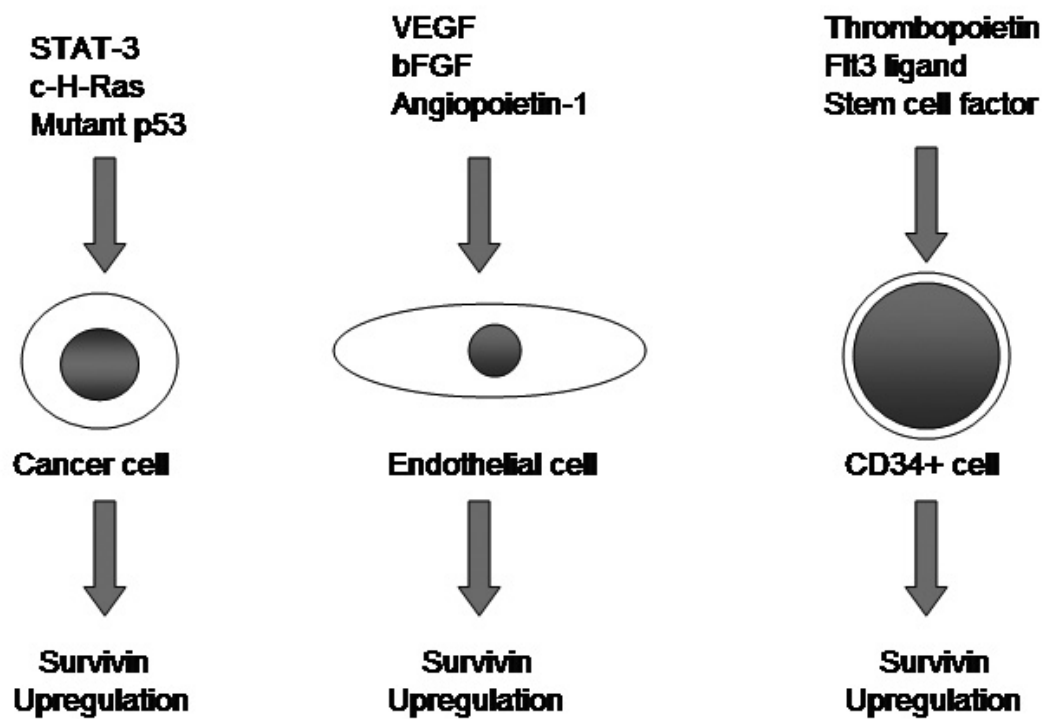 STAT-3
c-H-Ras
Mutant p53
VEGF
bFGF
Angiopoietin-1
Thrombopoietin
Flt3 ligand
Stem cell factor
Cancer cell
Endothelial cell
CD34+ cell
Survivin
Upregulation
Survivin
Upregulation
Survivin
Upregulation